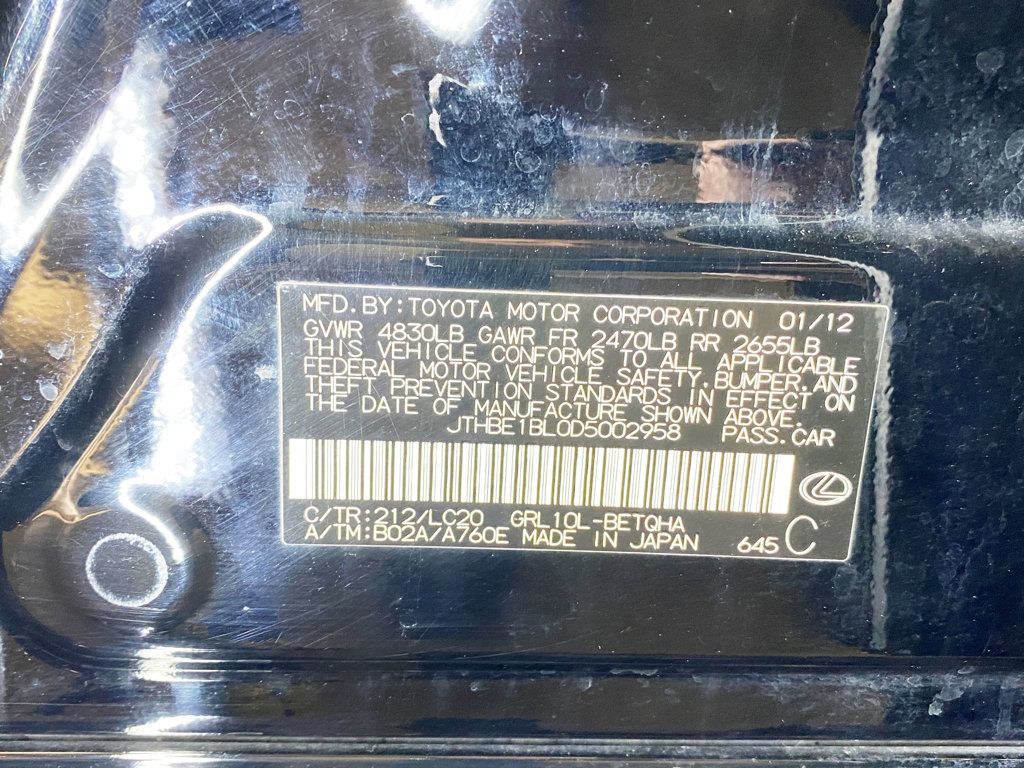 MFD.BY:TOYOTA MOTOR CORPORATION 01/12
GVWR 4830LB GAWR FR 2470LB RR 2655LB
THIS VEHICLE CONFORMS TO ALL APPLICABLE
FEDERAL MOTOR VEHICLE SAFETY,BUMPER,AND
THEFT PREVENTION STANDARDS IN EFFECT ON
THE DATE OF MANUFACTURE SHOWN ABOVE.
JTHBE1BL0D5002958 PASS.CAR
C/TR:212/LC20 GRL10L-BETQHA
A/TM:B02A/A760E MADE IN JAPAN 645 C